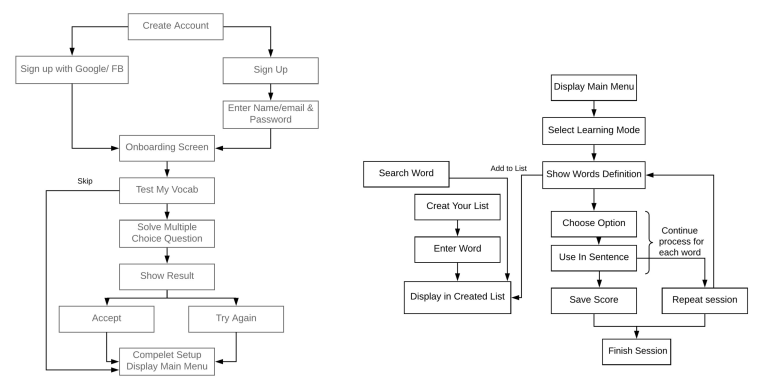 Create Account
Sign up with Google/ FB
Sign Up
Enter Name/email &
Password
Onboarding Screen
Skip
Test My Vocab
Solve Multiple
Choice Question
Show Result
Accept
Try Again
Compelet Setup
Display Main Menu
Display Main Menu
Select Learning Mode
Search Word
Add to List
Show Words Definition
Creat Your List
Choose Option
Continue
process for
each word
Enter Word
Use In Sentence
Display in Created List
Save Score
Repeat session
Finish Session